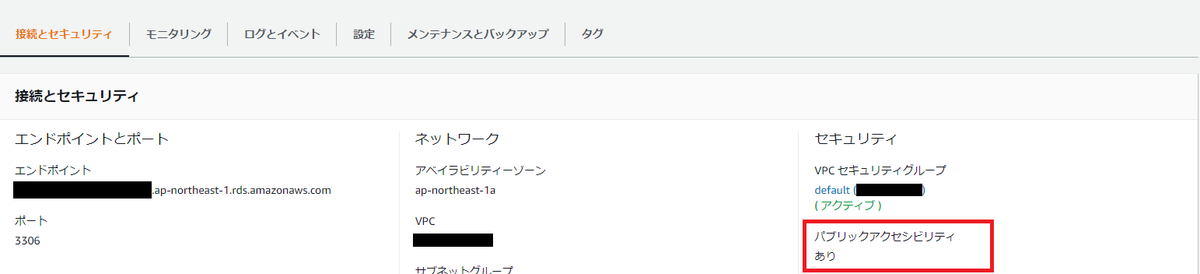 接続とセキュリティ モニタリング ログとイベント 設定 メンテナンスとバックアップ タグ
接続とセキュリティ
エンドポイントとポート
エンドポイント
.ap-northeast-1.rds.amazonaws.com
ポート
3306
ネットワーク
アベイラビリティーゾーン
ap-northeast-1a
VPC
サブネットグループ
セキュリティ
VPC セキュリティグループ
default ( )
( アクティブ )
パブリックアクセシビリティ
あり